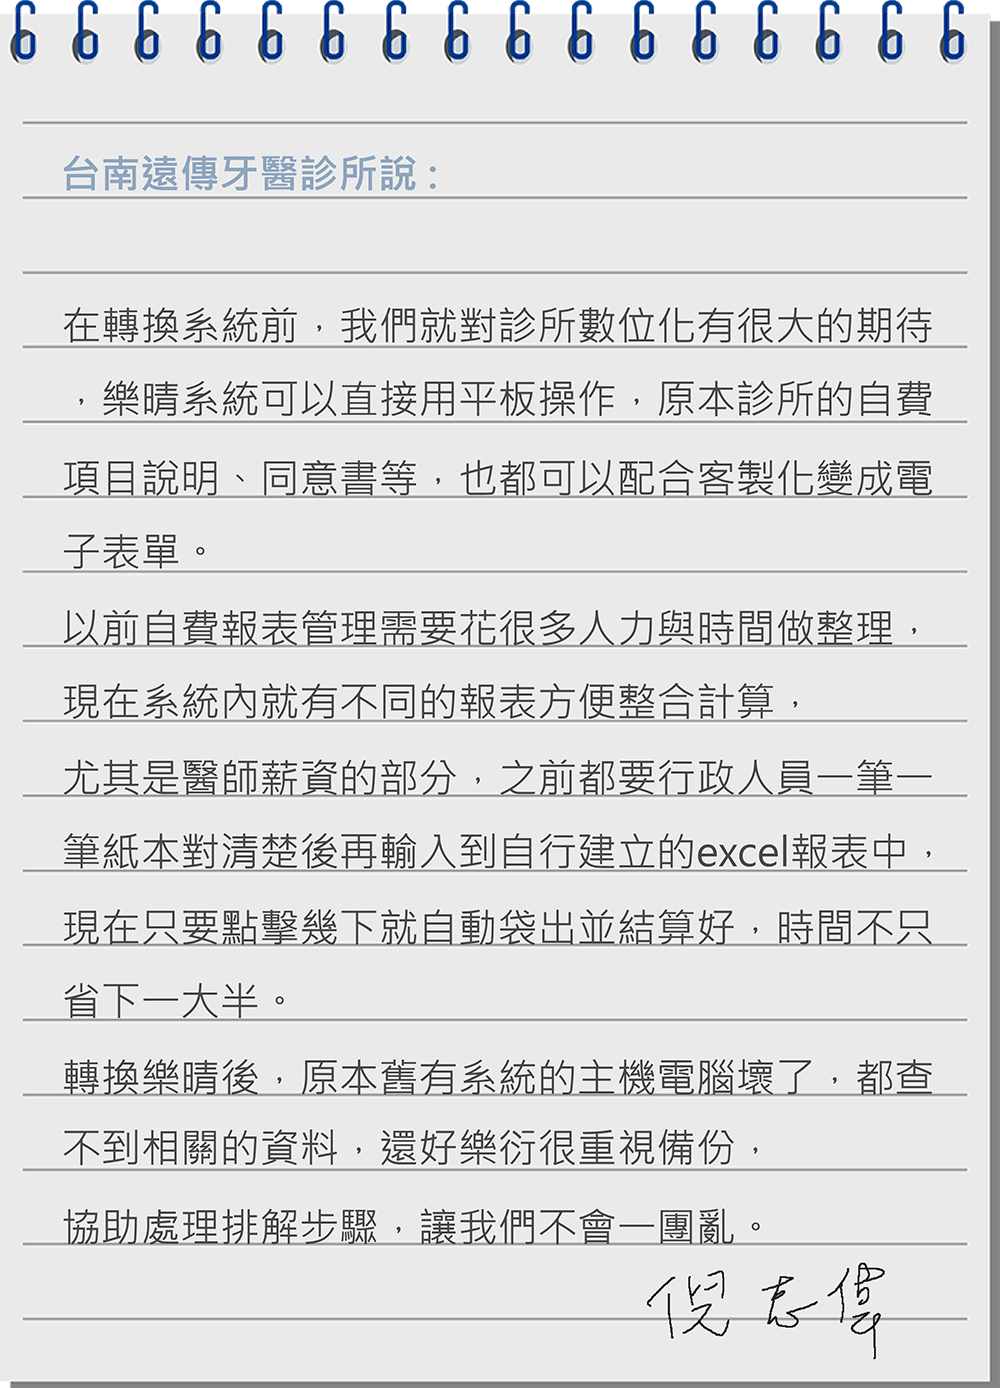 台南遠傳牙醫診所說 :
在轉換系統前，我們就對診所數位化有很大的期待
，樂晴系統可以直接用平板操作，原本診所的自費
項目說明、同意書等，也都可以配合客製化變成電
子表單。
以前自費報表管理需要花很多人力與時間做整理，
現在系統內就有不同的報表方便整合計算，
尤其是醫師薪資的部分，之前都要行政人員一筆一
筆紙本對清楚後再輸入到自行建立的excel報表中，
現在只要點擊幾下就自動袋出並結算好，時間不只
省下一大半。
轉換樂晴後，原本舊有系統的主機電腦壞了，都查
不到相關的資料，還好樂衍很重視備份，
協助處理排解步驟，讓我們不會一團亂。
倪志偉